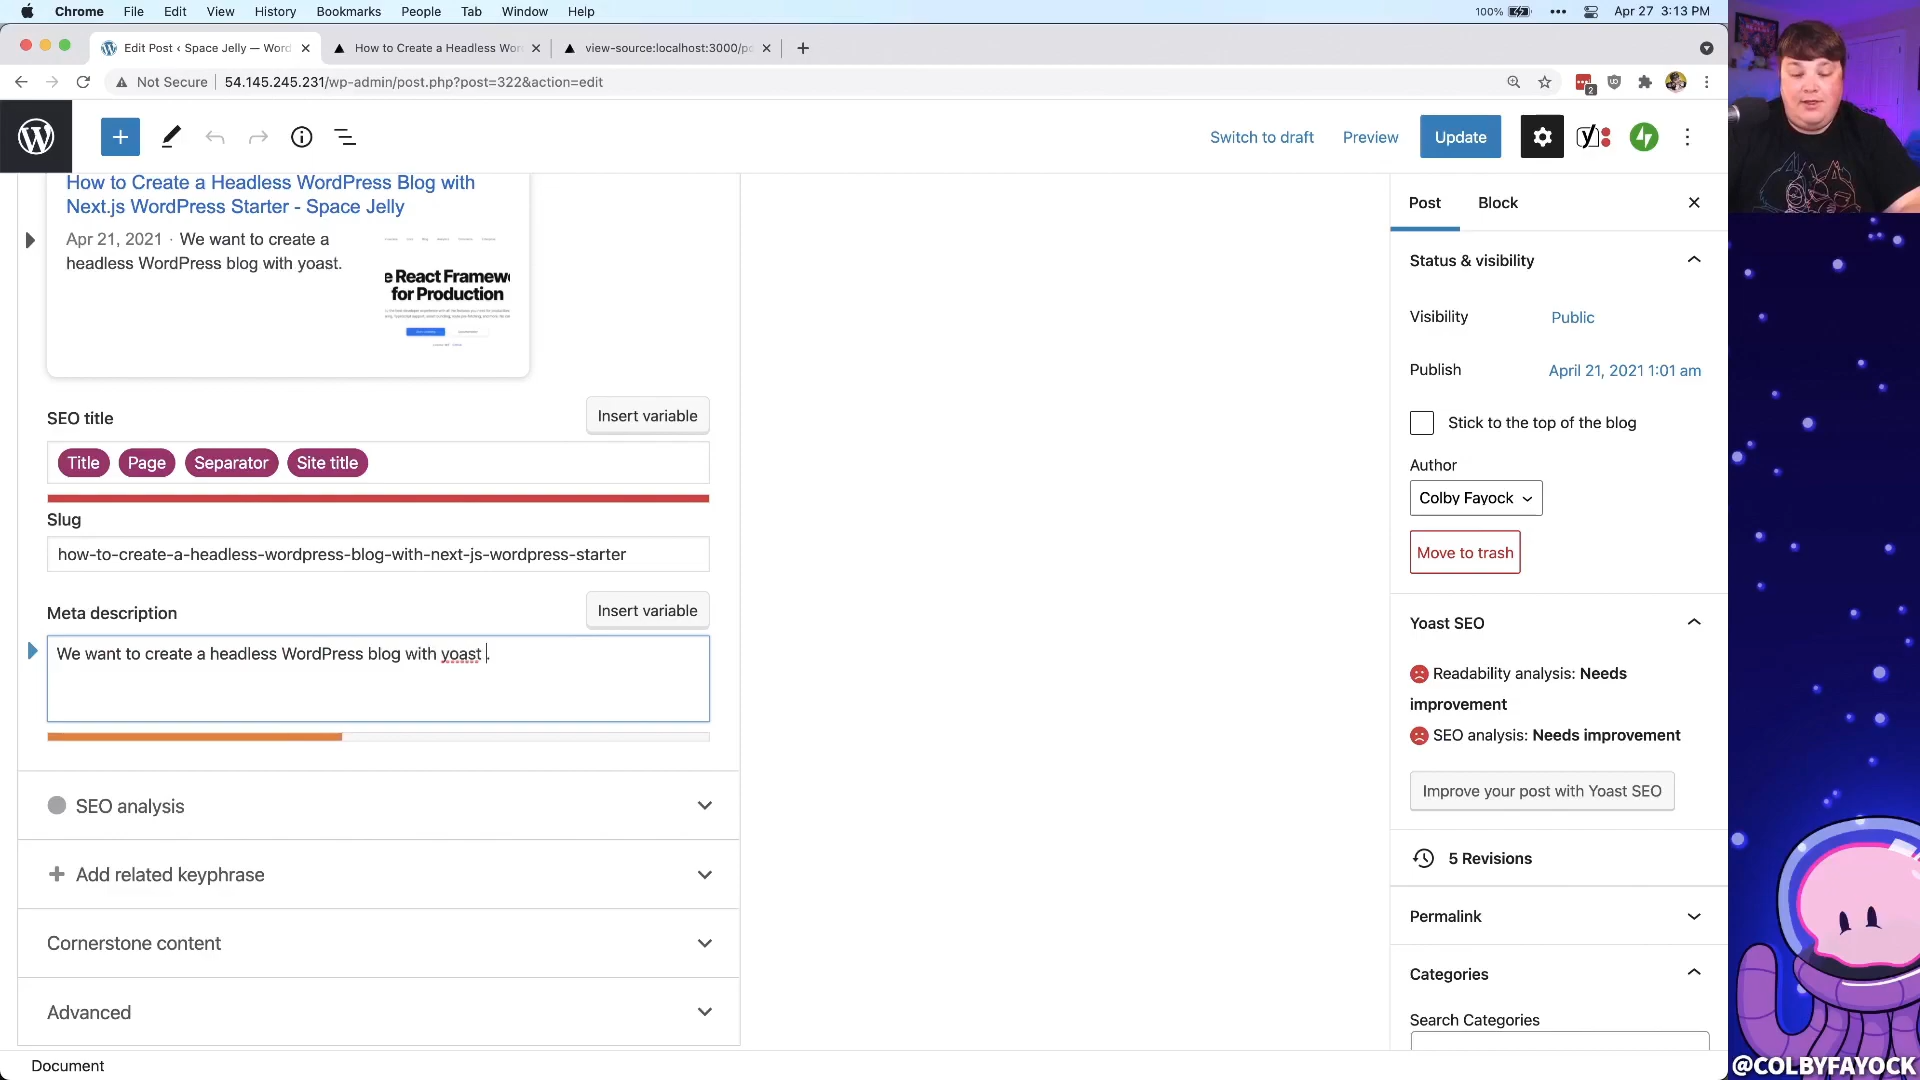 Chrome File Edit View History Bookmarks People Tab Window Help
100% Apr 27 3:13 PM
Edit Post ‹ Space Jelly — Word
How to Create a Headless Wor
view-source:localhost:3000/po
Not Secure 54.145.245.231/wp-admin/post.php?post=322&action=edit
2
Switch to draft
Preview
Update
How to Create a Headless WordPress Blog with
Next.js WordPress Starter - Space Jelly
Apr 21, 2021 · We want to create a
headless WordPress blog with yoast.
e React Framew
for Production
SEO title
Insert variable
Title Page Separator Site title
Slug
how-to-create-a-headless-wordpress-blog-with-next-js-wordpress-starter
Meta description
Insert variable
We want to create a headless WordPress blog with yoast .
SEO analysis
Add related keyphrase
Cornerstone content
Advanced
Document
Post
Block
Status & visibility
Visibility
Public
Publish
April 21, 2021 1:01 am
Stick to the top of the blog
Author
Colby Fayock
Move to trash
Yoast SEO
Readability analysis: Needs
improvement
SEO analysis: Needs improvement
Improve your post with Yoast SEO
5 Revisions
Permalink
Categories
Search Categories
@COLBYFAYOCK